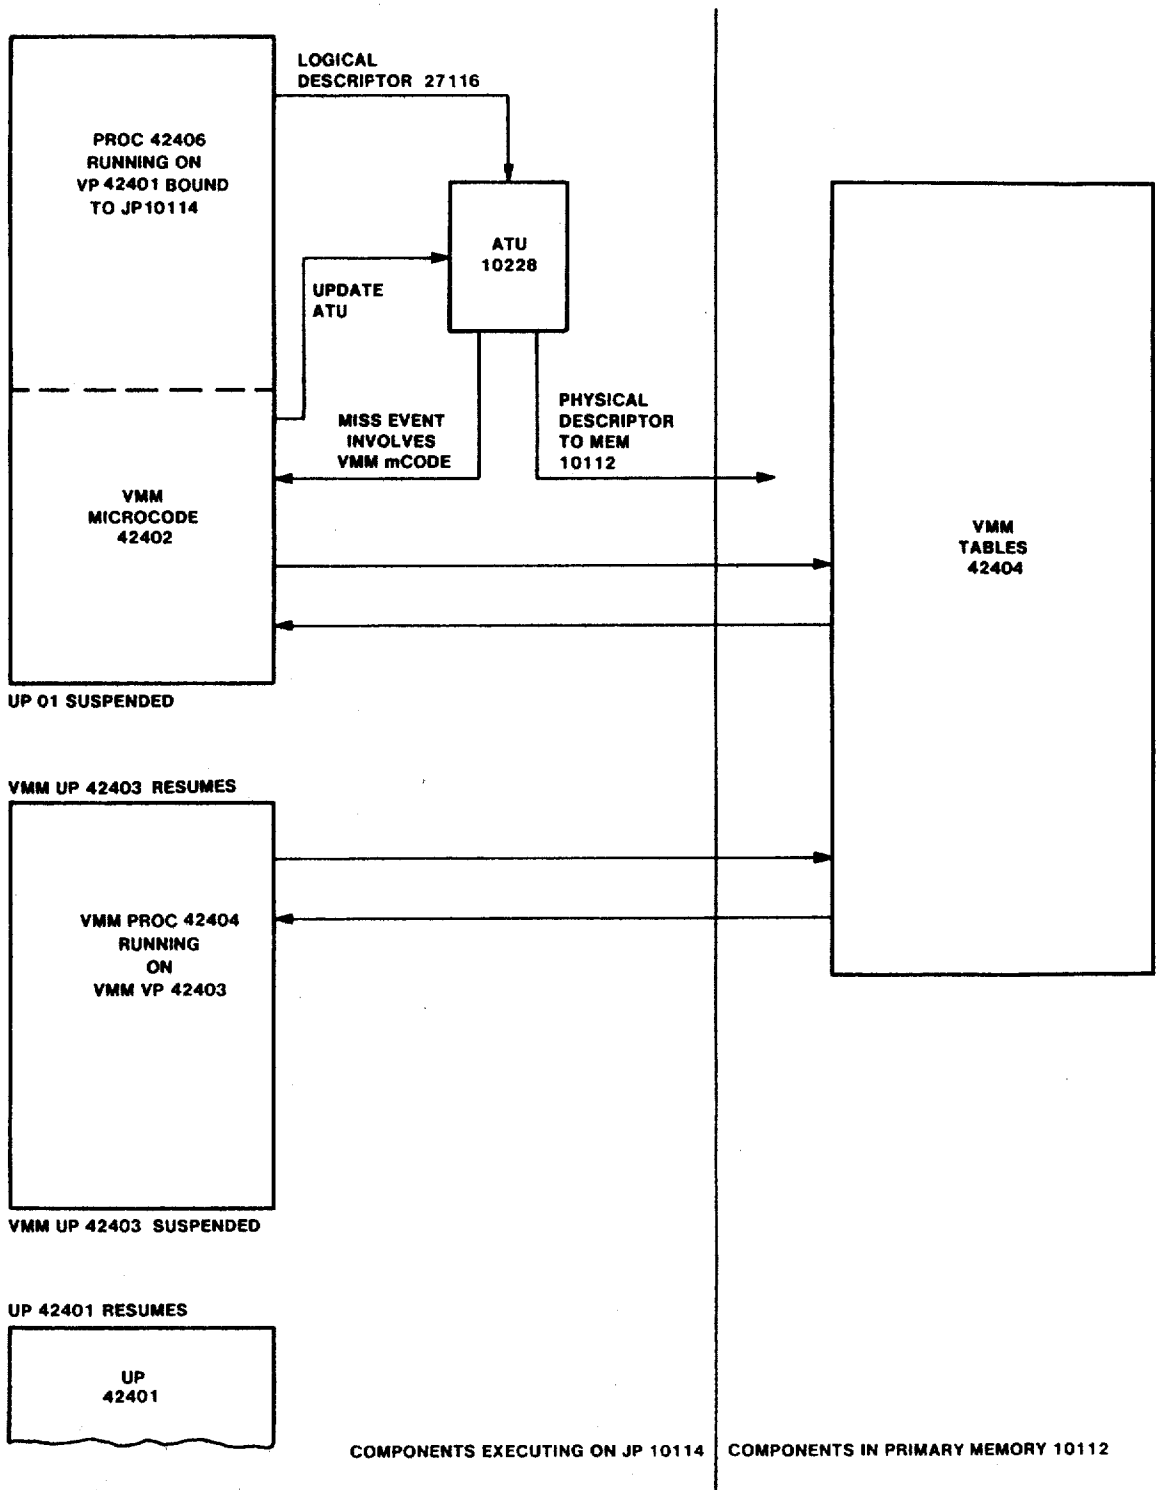 LOGICAL
DESCRIPTOR 27116
PROC 42406
RUNNING ON
VP 42401 BOUND
TO JP10114
ATU
10228
UPDATE
ATU
MISS EVENT
INVOLVES
VMM mCODE
PHYSICAL
DESCRIPTOR
TO MEM
10112
VMM
MICROCODE
42402
VMM
TABLES
42404
UP 01 SUSPENDED
VMM UP 42403 RESUMES
VMM PROC 42404
RUNNING
ON
VMM VP 42403
VMM UP 42403 SUSPENDED
UP 42401 RESUMES
UP
42401
COMPONENTS EXECUTING ON JP 10114
COMPONENTS IN PRIMARY MEMORY 10112